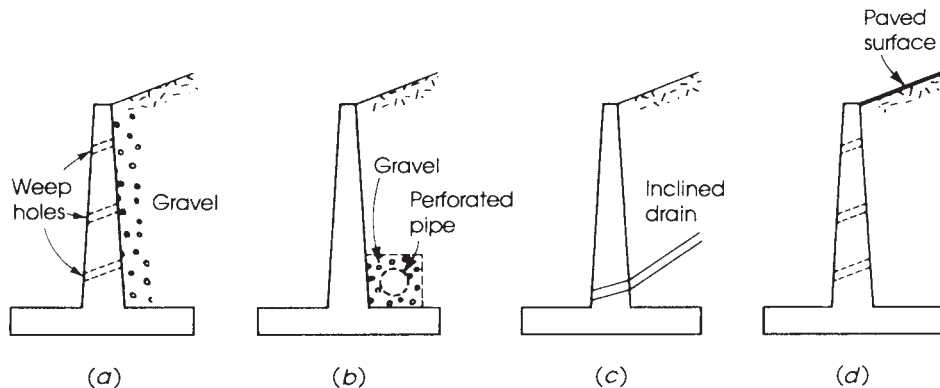 Weep
holes
Gravel
(a)
Gravel
Perforated
pipe
(b)
Inclined
drain
(c)
Paved
surface
(d)